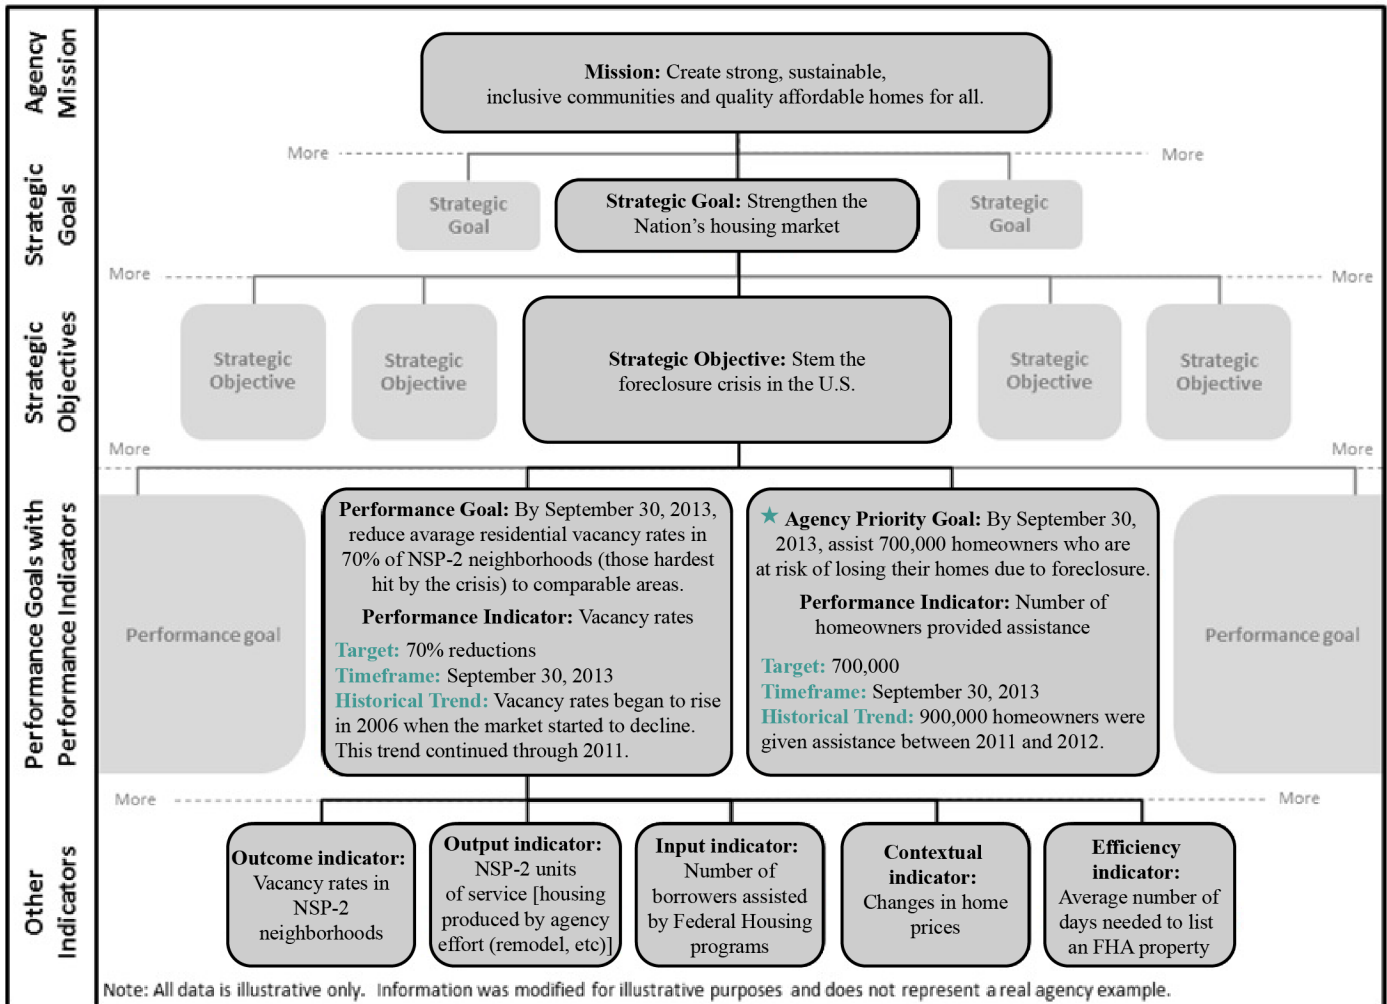 Agency
Mission
Mission: Create strong, sustainable,
inclusive communities and quality affordable homes for all.
More
More
Strategic
Goals
Strategic
Goal
Strategic Goal: Strengthen the
Nation's housing market
Strategic
Goal
More
More
Strategic
Objectives
Strategic
Objective
Strategic
Objective
Strategic Objective: Stem the
foreclosure crisis in the U.S.
Strategic
Objective
Strategic
Objective
More
More
Performance Goals with
Performance Indicators
Performance goal
Performance Goal: By September 30, 2013,
reduce avarage residential vacancy rates in
70% of NSP-2 neighborhoods (those hardest
hit by the crisis) to comparable areas.
Performance Indicator: Vacancy rates
Target: 70% reductions
Timeframe: September 30, 2013
Historical Trend: Vacancy rates began to rise
in 2006 when the market started to decline.
This trend continued through 2011.
★ Agency Priority Goal: By September 30,
2013, assist 700,000 homeowners who are
at risk of losing their homes due to foreclosure.
Performance Indicator: Number of
homeowners provided assistance
Target: 700,000
Timeframe: September 30, 2013
Historical Trend: 900,000 homeowners were
given assistance between 2011 and 2012.
Performance goal
More
More
Other
Indicators
Outcome indicator:
Vacancy rates in
NSP-2
neighborhoods
Output indicator:
NSP-2 units
of service [housing
produced by agency
effort (remodel, etc)]
Input indicator:
Number of
borrowers assisted
by Federal Housing
programs
Contextual
indicator:
Changes in home
prices
Efficiency
indicator:
Average number of
days needed to list
an FHA property
Note: All data is illustrative only. Information was modified for illustrative purposes and does not represent a real agency example.